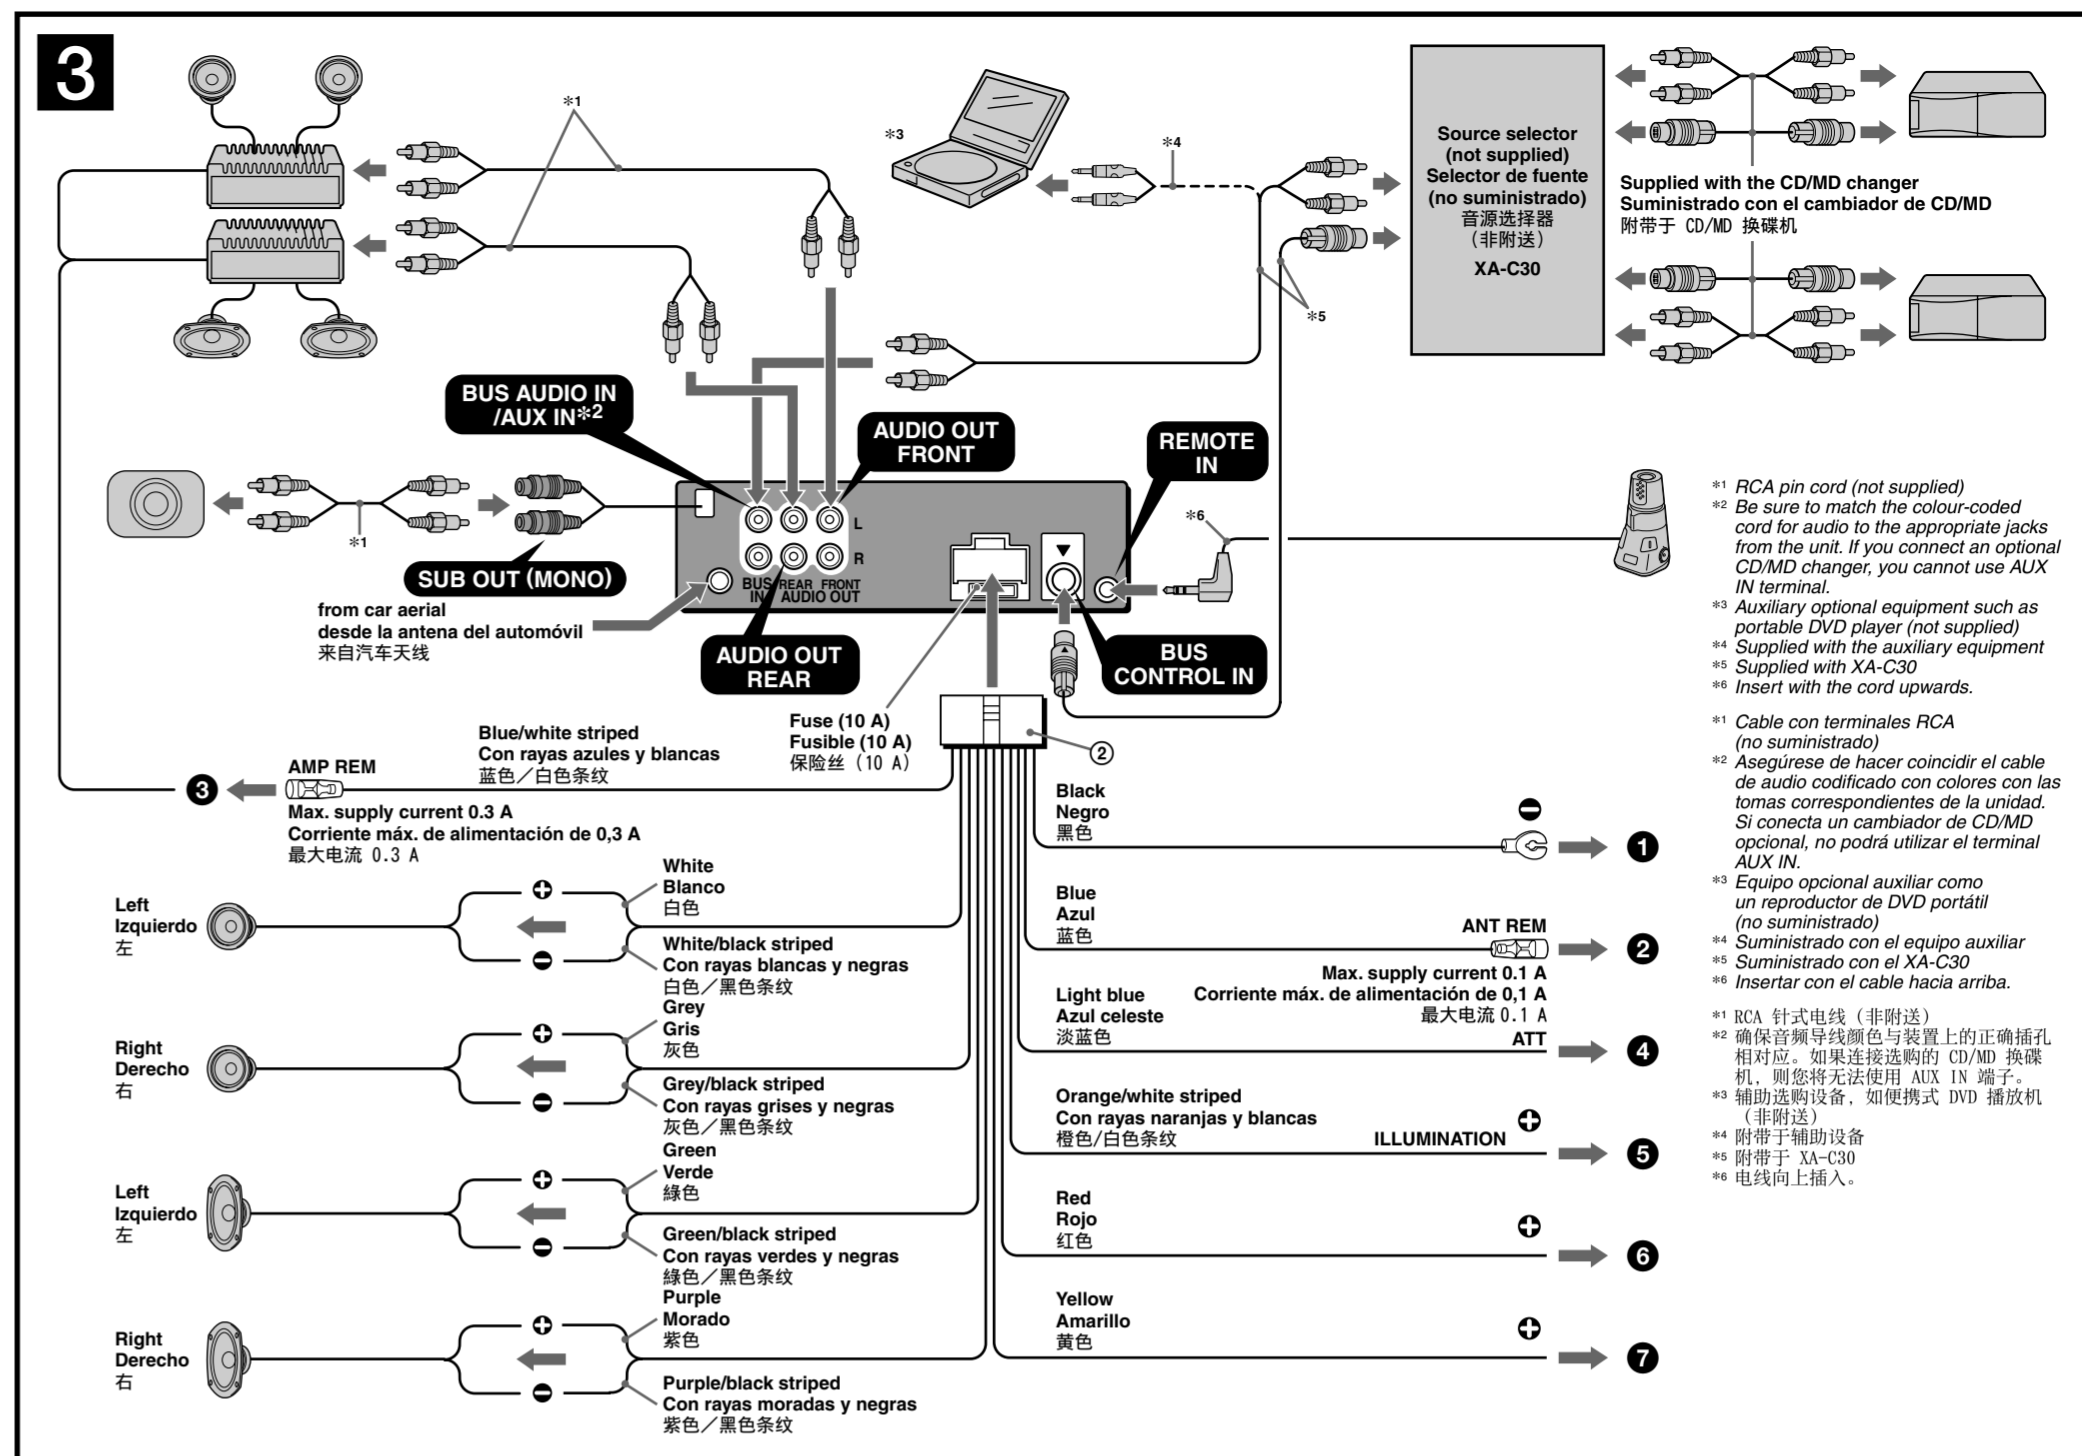 3
*1
*3
*4
*5
Source selector
(not supplied)
Selector de fuente
(no suministrado)
音源选择器
（非附送）
XA-C30
Supplied with the CD/MD changer
Suministrado con el cambiador de CD/MD
附带于 CD/MD 换碟机
BUS AUDIO IN
/AUX IN*2
AUDIO OUT
FRONT
REMOTE
IN
*6
*1
SUB OUT (MONO)
L
R
BUS
IN
REAR FRONT
AUDIO OUT
from car aerial
desde la antena del automóvil
来自汽车天线
AUDIO OUT
REAR
BUS
CONTROL IN
Fuse (10 A)
Fusible (10 A)
保险丝（10 A）
2
Blue/white striped
Con rayas azules y blancas
蓝色／白色条纹
3
AMP REM
Max. supply current 0.3 A
Corriente máx. de alimentación de 0,3 A
最大电流 0.3 A
Left
Izquierdo
左
White
Blanco
白色
White/black striped
Con rayas blancas y negras
白色／黑色条纹
Right
Derecho
右
Grey
Gris
灰色
Grey/black striped
Con rayas grises y negras
灰色／黑色条纹
Left
Izquierdo
左
Green
Verde
綠色
Green/black striped
Con rayas verdes y negras
綠色／黑色条纹
Right
Derecho
右
Purple
Morado
紫色
Purple/black striped
Con rayas moradas y negras
紫色／黑色条纹
Black
Negro
黑色
1
Blue
Azul
蓝色
ANT REM
2
Max. supply current 0.1 A
Corriente máx. de alimentación de 0,1 A
最大电流 0.1 A
Light blue
Azul celeste
淡蓝色
ATT
4
Orange/white striped
Con rayas naranjas y blancas
橙色/白色条纹
ILLUMINATION
5
Red
Rojo
红色
6
Yellow
Amarillo
黄色
7
*1 RCA pin cord (not supplied)
*2 Be sure to match the colour-coded
cord for audio to the appropriate jacks
from the unit. If you connect an optional
CD/MD changer, you cannot use AUX
IN terminal.
*3 Auxiliary optional equipment such as
portable DVD player (not supplied)
*4 Supplied with the auxiliary equipment
*5 Supplied with XA-C30
*6 Insert with the cord upwards.
*1 Cable con terminales RCA
(no suministrado)
*2 Asegúrese de hacer coincidir el cable
de audio codificado con colores con las
tomas correspondientes de la unidad.
Si conecta un cambiador de CD/MD
opcional, no podrá utilizar el terminal
AUX IN.
*3 Equipo opcional auxiliar como
un reproductor de DVD portátil
(no suministrado)
*4 Suministrado con el equipo auxiliar
*5 Suministrado con el XA-C30
*6 Insertar con el cable hacia arriba.
*1 RCA 针式电线（非附送）
*2 确保音频导线颜色与装置上的正确插孔
相对应。如果连接选购的 CD/MD 换碟
机，则您将无法使用 AUX IN 端子。
*3 辅助选购设备，如便携式 DVD 播放机
（非附送）
*4 附带于辅助设备
*5 附带于 XA-C30
*6 电线向上插入。